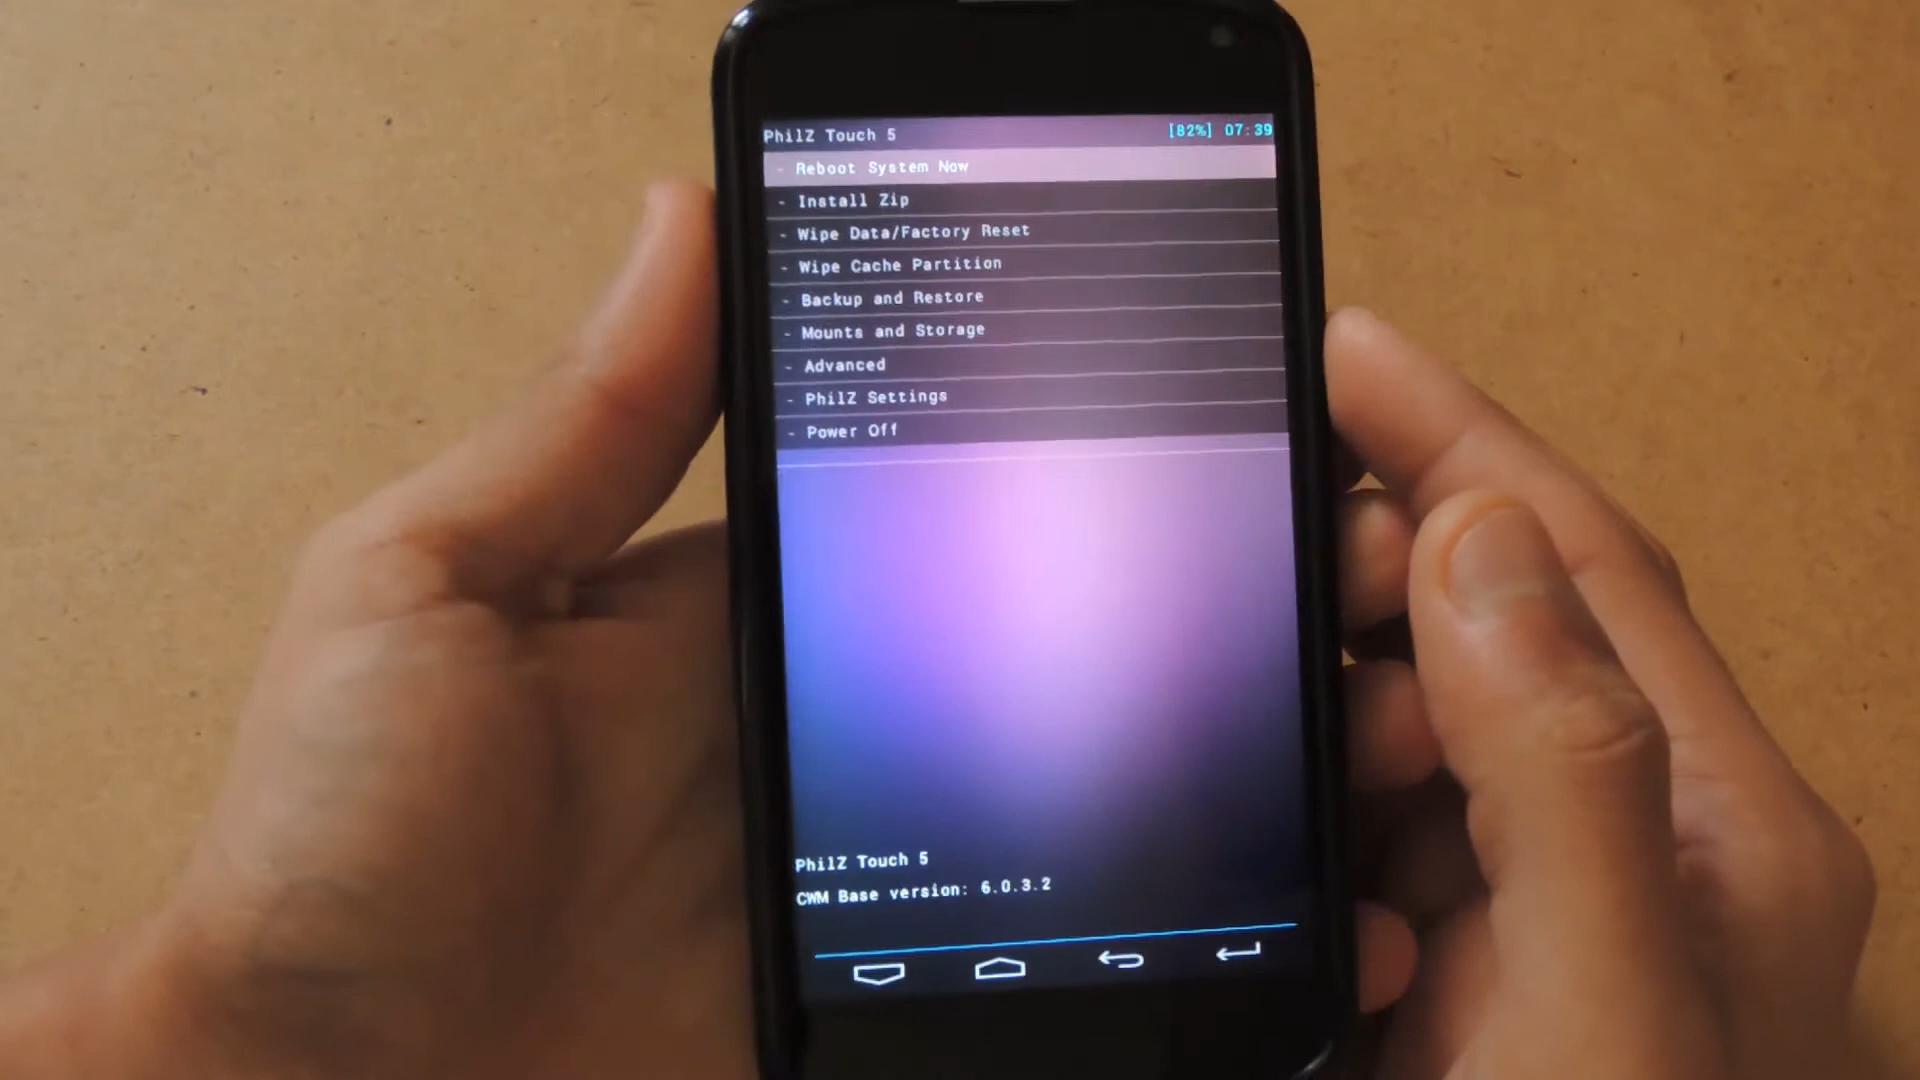 PhilZ Touch 5 [82%] 07:39
- Reboot System Now
- Install Zip
- Wipe Data/Factory Reset
- Wipe Cache Partition
- Backup and Restore
- Mounts and Storage
- Advanced
- PhilZ Settings
- Power Off
PhilZ Touch 5
CWM Base version: 6.0.3.2